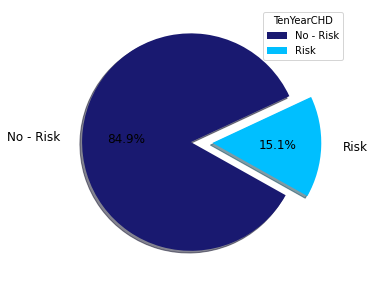 TenYearCHD
No - Risk
Risk
No - Risk
84.9%
15.1%
Risk